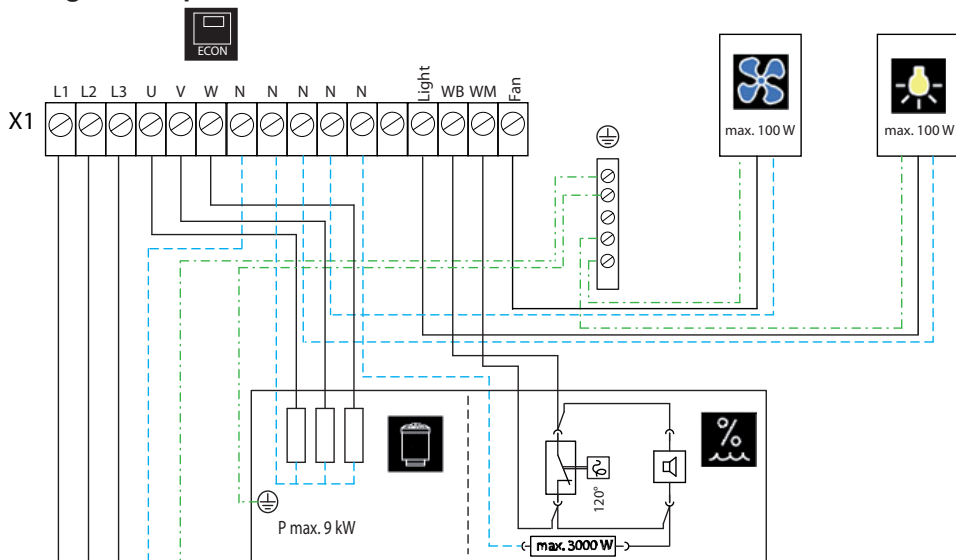 ECON
L1 L2 L3 U V W N N N N N Light WB WM Fan
X1
max. 100 W
max. 100 W
%
120°
P max. 9 kW
max. 3000 W